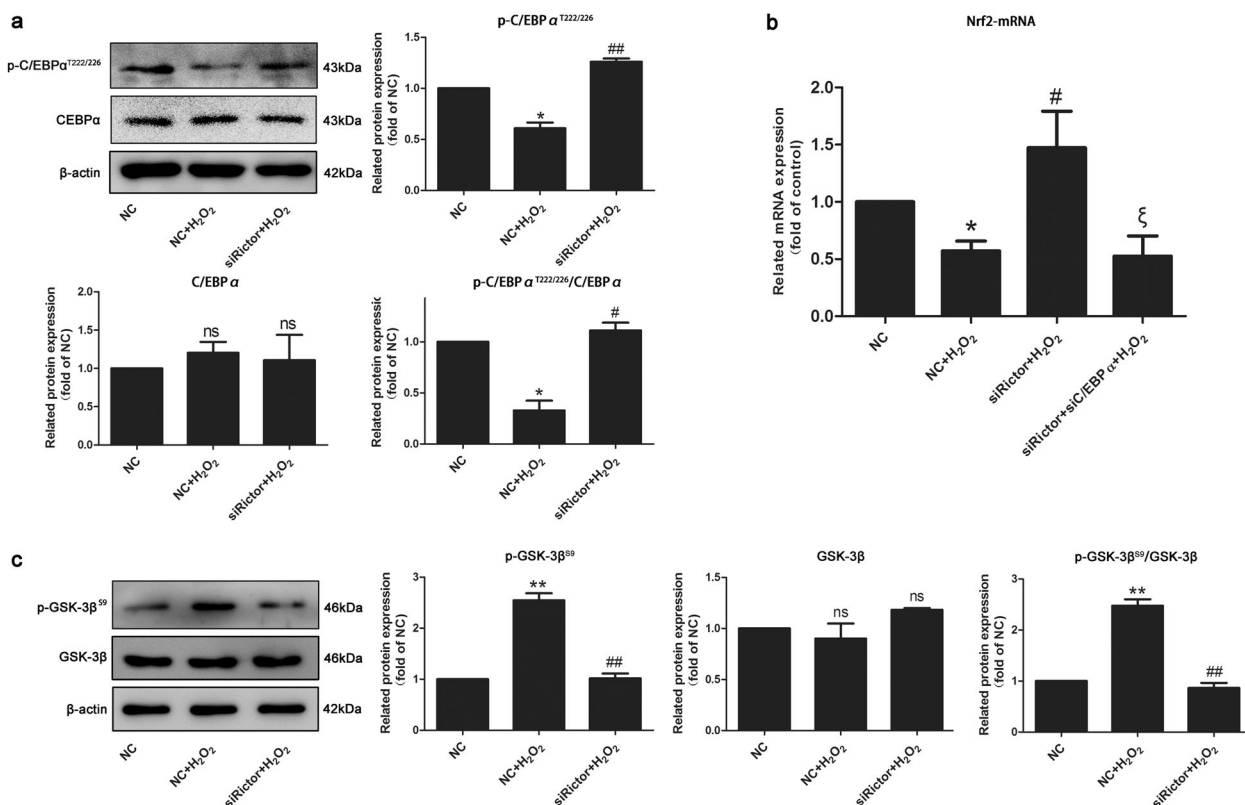 a
p-C/EBPα^T222/226
43kDa
CEBPα
43kDa
β-actin
42kDa
NC
NC+H₂O₂
siRictor+H₂O₂
p-C/EBP α^T222/226
Related protein expression
(fold of NC)
1.5
1.0
0.5
1.0
*
##
NC
NC+H₂O₂
siRictor+H₂O₂
C/EBP α
Related protein expression
(fold of NC)
2.0
1.5
1.0
0.5
0.0
ns
ns
NC
NC+H₂O₂
siRictor+H₂O₂
p-C/EBP α^T222/226/C/EBP α
Related protein expression
(fold of NC)
1.0
0.5
0.0
*
#
NC
NC+H₂O₂
siRictor+H₂O₂
b
Nrf2-mRNA
Related mRNA expression
(fold of control)
2.0
1.5
1.0
0.5
0.0
*
#
ξ
NC
NC+H₂O₂
siRictor+H₂O₂
siRictor+siC/EBP α+H₂O₂
c
p-GSK-3β^S9
46kDa
GSK-3β
46kDa
β-actin
42kDa
NC
NC+H₂O₂
siRictor+H₂O₂
p-GSK-3β^S9
Related protein expression
(fold of NC)
3
2
1
0
**
##
NC
NC+H₂O₂
siRictor+H₂O₂
GSK-3β
Related protein expression
(fold of NC)
1.5
1.0
0.5
0.0
ns
ns
NC
NC+H₂O₂
siRictor+H₂O₂
p-GSK-3β^S9/GSK-3β
Related protein expression
(fold of NC)
3
2
1
0
**
##
NC
NC+H₂O₂
siRictor+H₂O₂